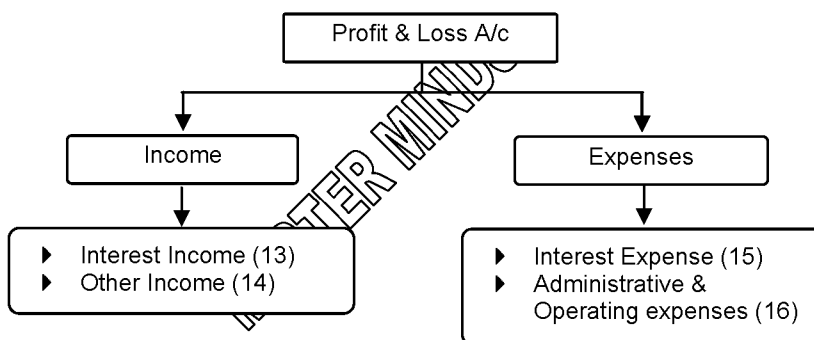 Profit & Loss A/c
Income
Expenses
Interest Income (13)
Other Income (14)
Interest Expense (15)
Administrative &
Operating expenses (16)